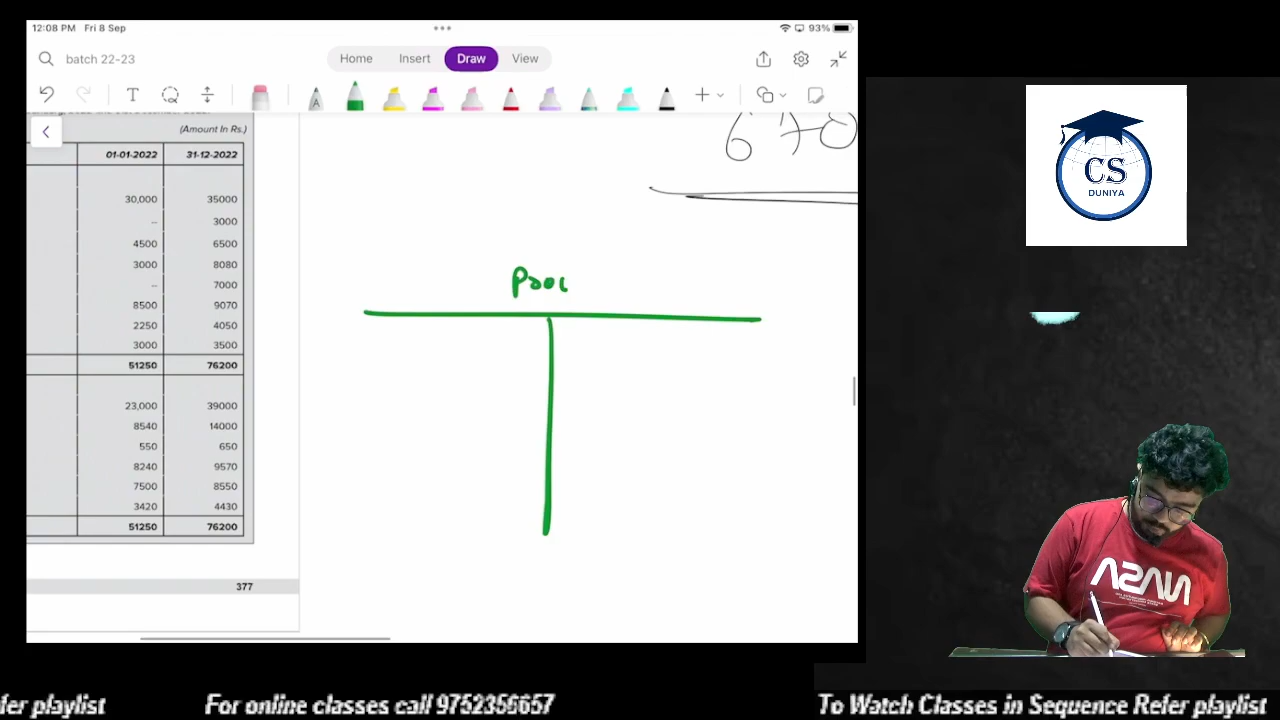 12:08 PM Fri 8 Sep
93%
batch 22-23
Home Insert Draw View
T
A
(Amount In Rs.)
01-01-2022 31-12-2022
30,000 35000
-- 3000
4500 6500
3000 8080
-- 7000
8500 9070
2250 4050
3000 3500
51250 76200
23,000 39000
8540 14000
550 650
8240 9570
7500 8550
3420 4430
51250 76200
377
CS
DUNIYA
NASA
fer playlist
For online classes call 9752356657
To Watch Classes in Sequence Refer playlist